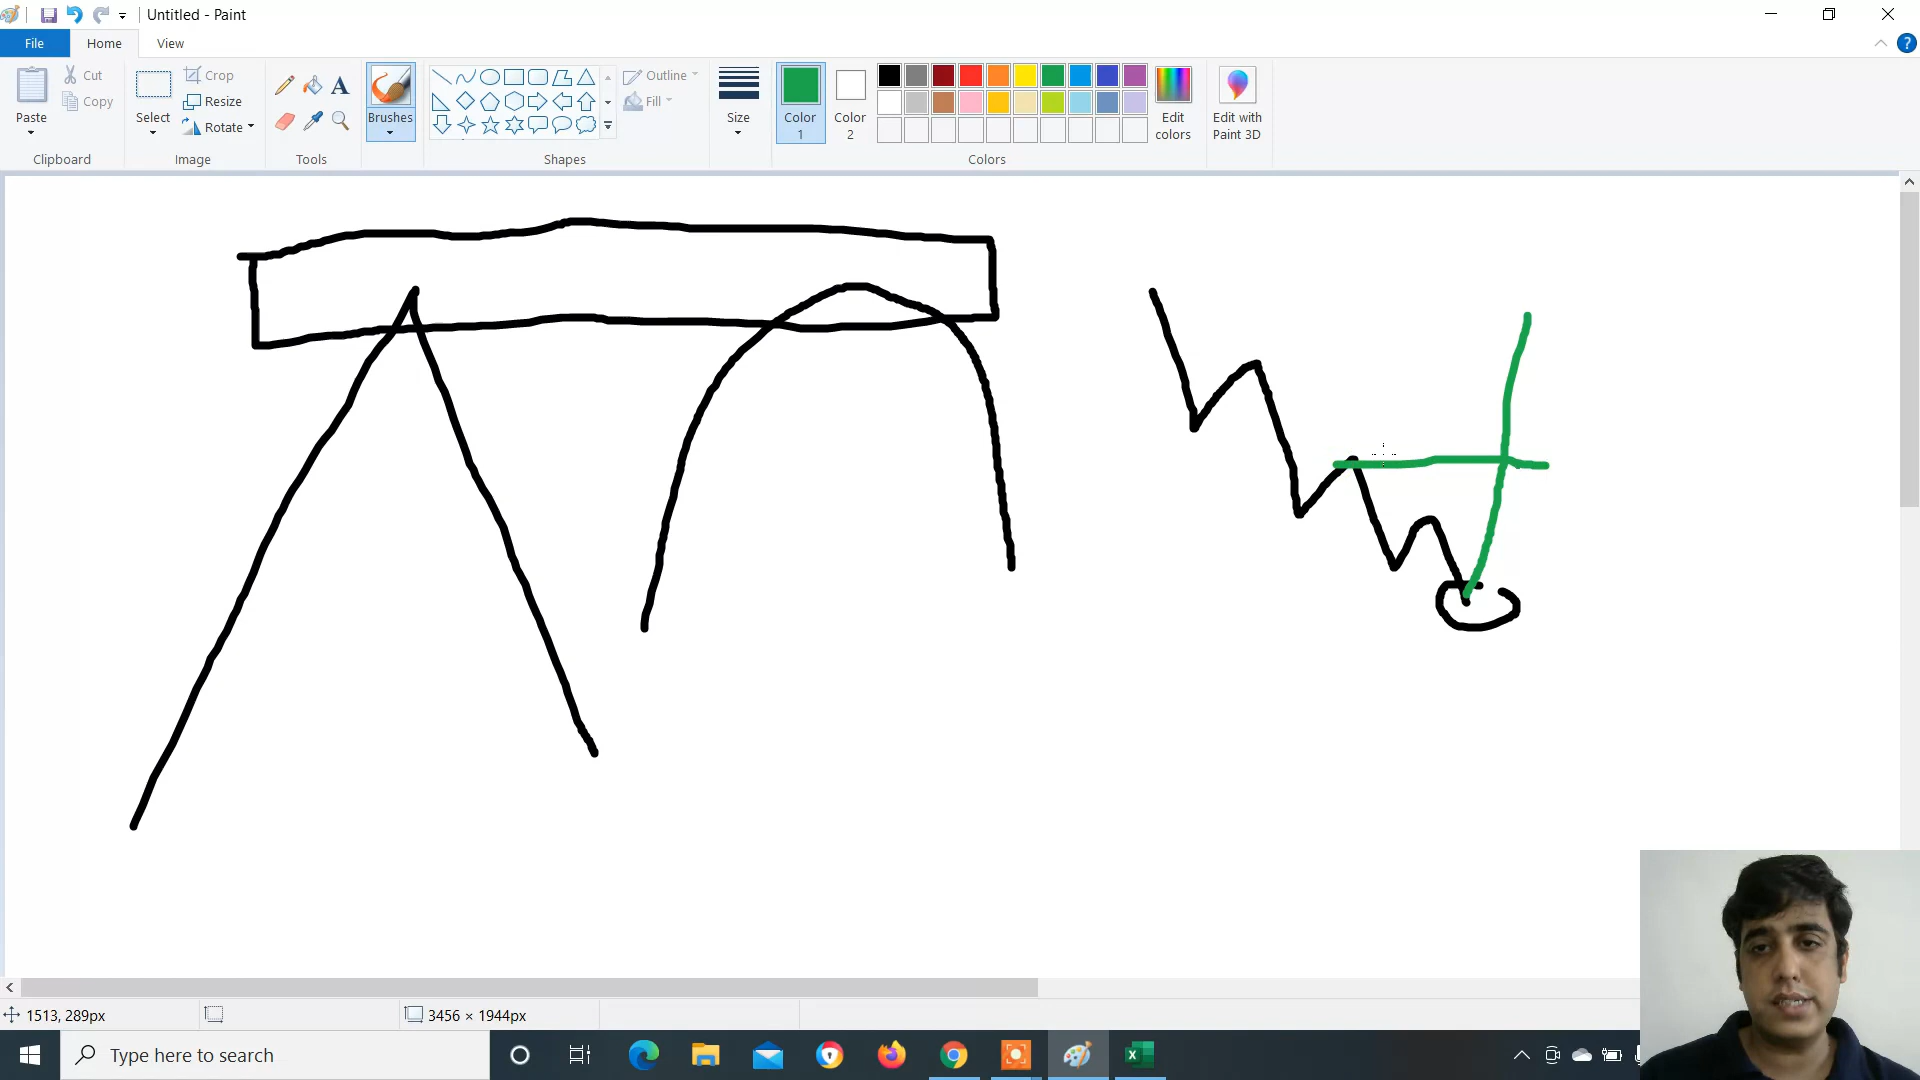 Untitled - Paint
File Home View
Paste
Cut
Copy
Clipboard
Select
Crop
Resize
Rotate
Image
A
Tools
Brushes
Shapes
Outline
Fill
Size
Color 1
Color 2
Edit colors
Colors
Edit with Paint 3D
1513, 289px
3456 × 1944px
Type here to search